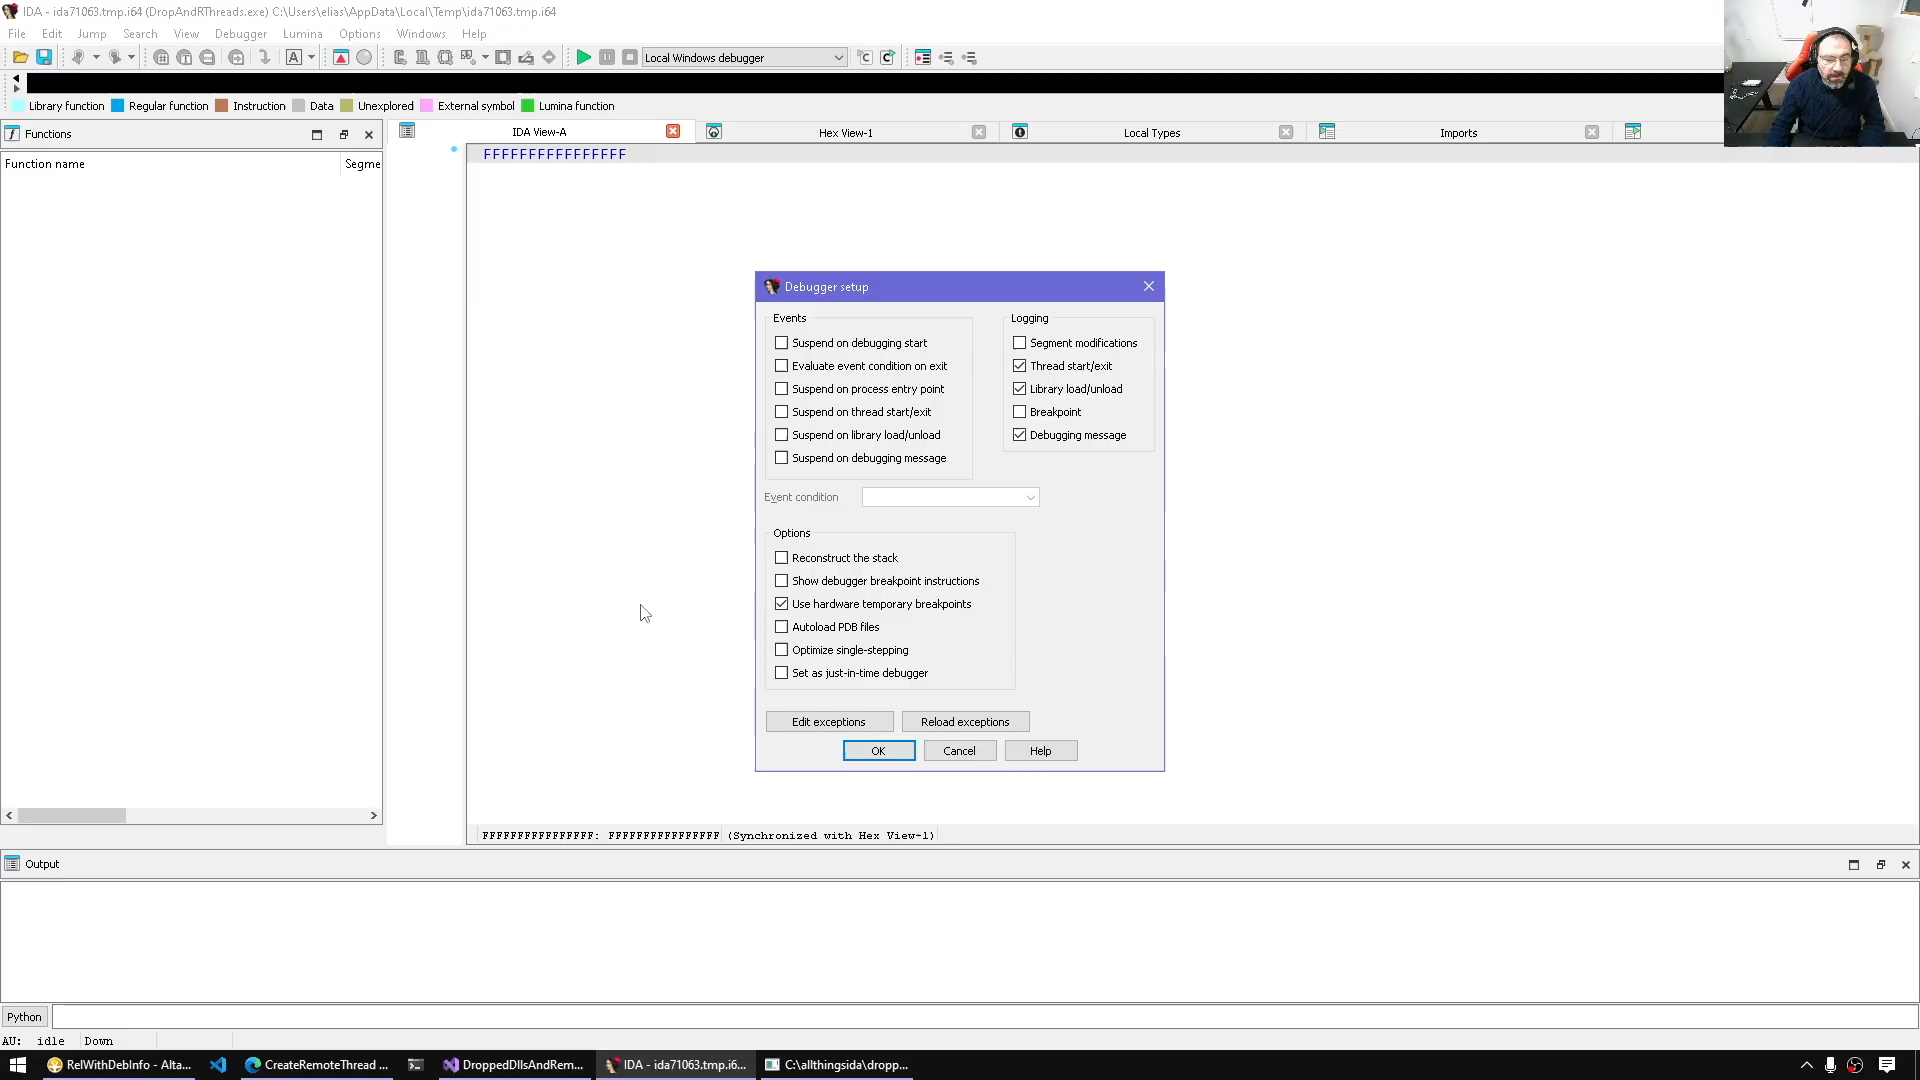 IDA - ida71063.tmp.i64 (DropAndRThreads.exe) C:\Users\elias\AppData\Local\Temp\ida71063.tmp.i64
File Edit Jump Search View Debugger Lumina Options Windows Help
A Local Windows debugger
Library function Regular function Instruction Data Unexplored External symbol Lumina function
Functions
IDA View-A Hex View-1 Local Types Imports
Function name Segme
FFFFFFFFFFFFFFFF
Debugger setup
Events
Suspend on debugging start
Evaluate event condition on exit
Suspend on process entry point
Suspend on thread start/exit
Suspend on library load/unload
Suspend on debugging message
Logging
Segment modifications
Thread start/exit
Library load/unload
Breakpoint
Debugging message
Event condition
Options
Reconstruct the stack
Show debugger breakpoint instructions
Use hardware temporary breakpoints
Autoload PDB files
Optimize single-stepping
Set as just-in-time debugger
Edit exceptions Reload exceptions
OK Cancel Help
FFFFFFFFFFFFFFFF: FFFFFFFFFFFFFFFF (Synchronized with Hex View-1)
Output
Python
AU: idle Down
RelWithDebInfo - Alta... CreateRemoteThread ... DroppedDllsAndRem... IDA - ida71063.tmp.i6... C:\allthingsida\dropp...